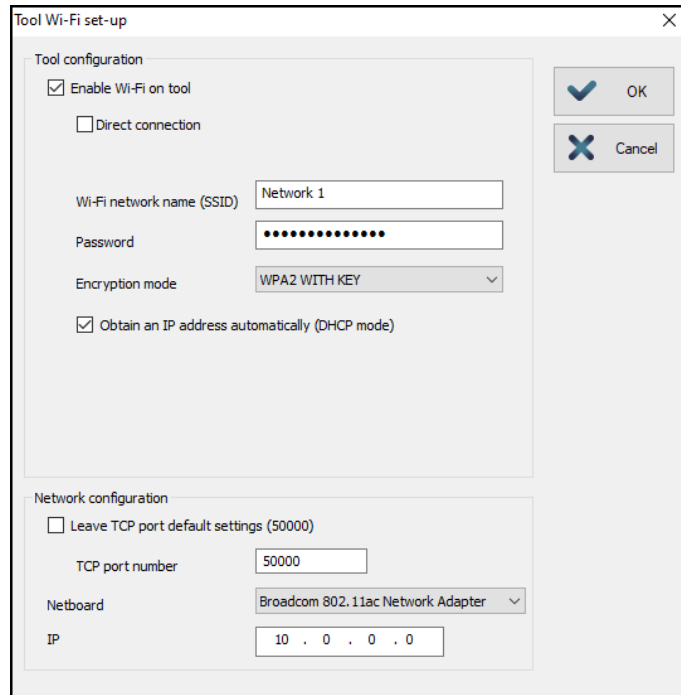 Tool Wi-Fi set-up
Tool configuration
Enable Wi-Fi on tool
OK
Direct connection
Cancel
Wi-Fi network name (SSID) Network 1
Password ••••••••••••••
Encryption mode WPA2 WITH KEY
Obtain an IP address automatically (DHCP mode)
Network configuration
Leave TCP port default settings (50000)
TCP port number 50000
Netboard Broadcom 802.11ac Network Adapter
IP 10 . 0 . 0 . 0